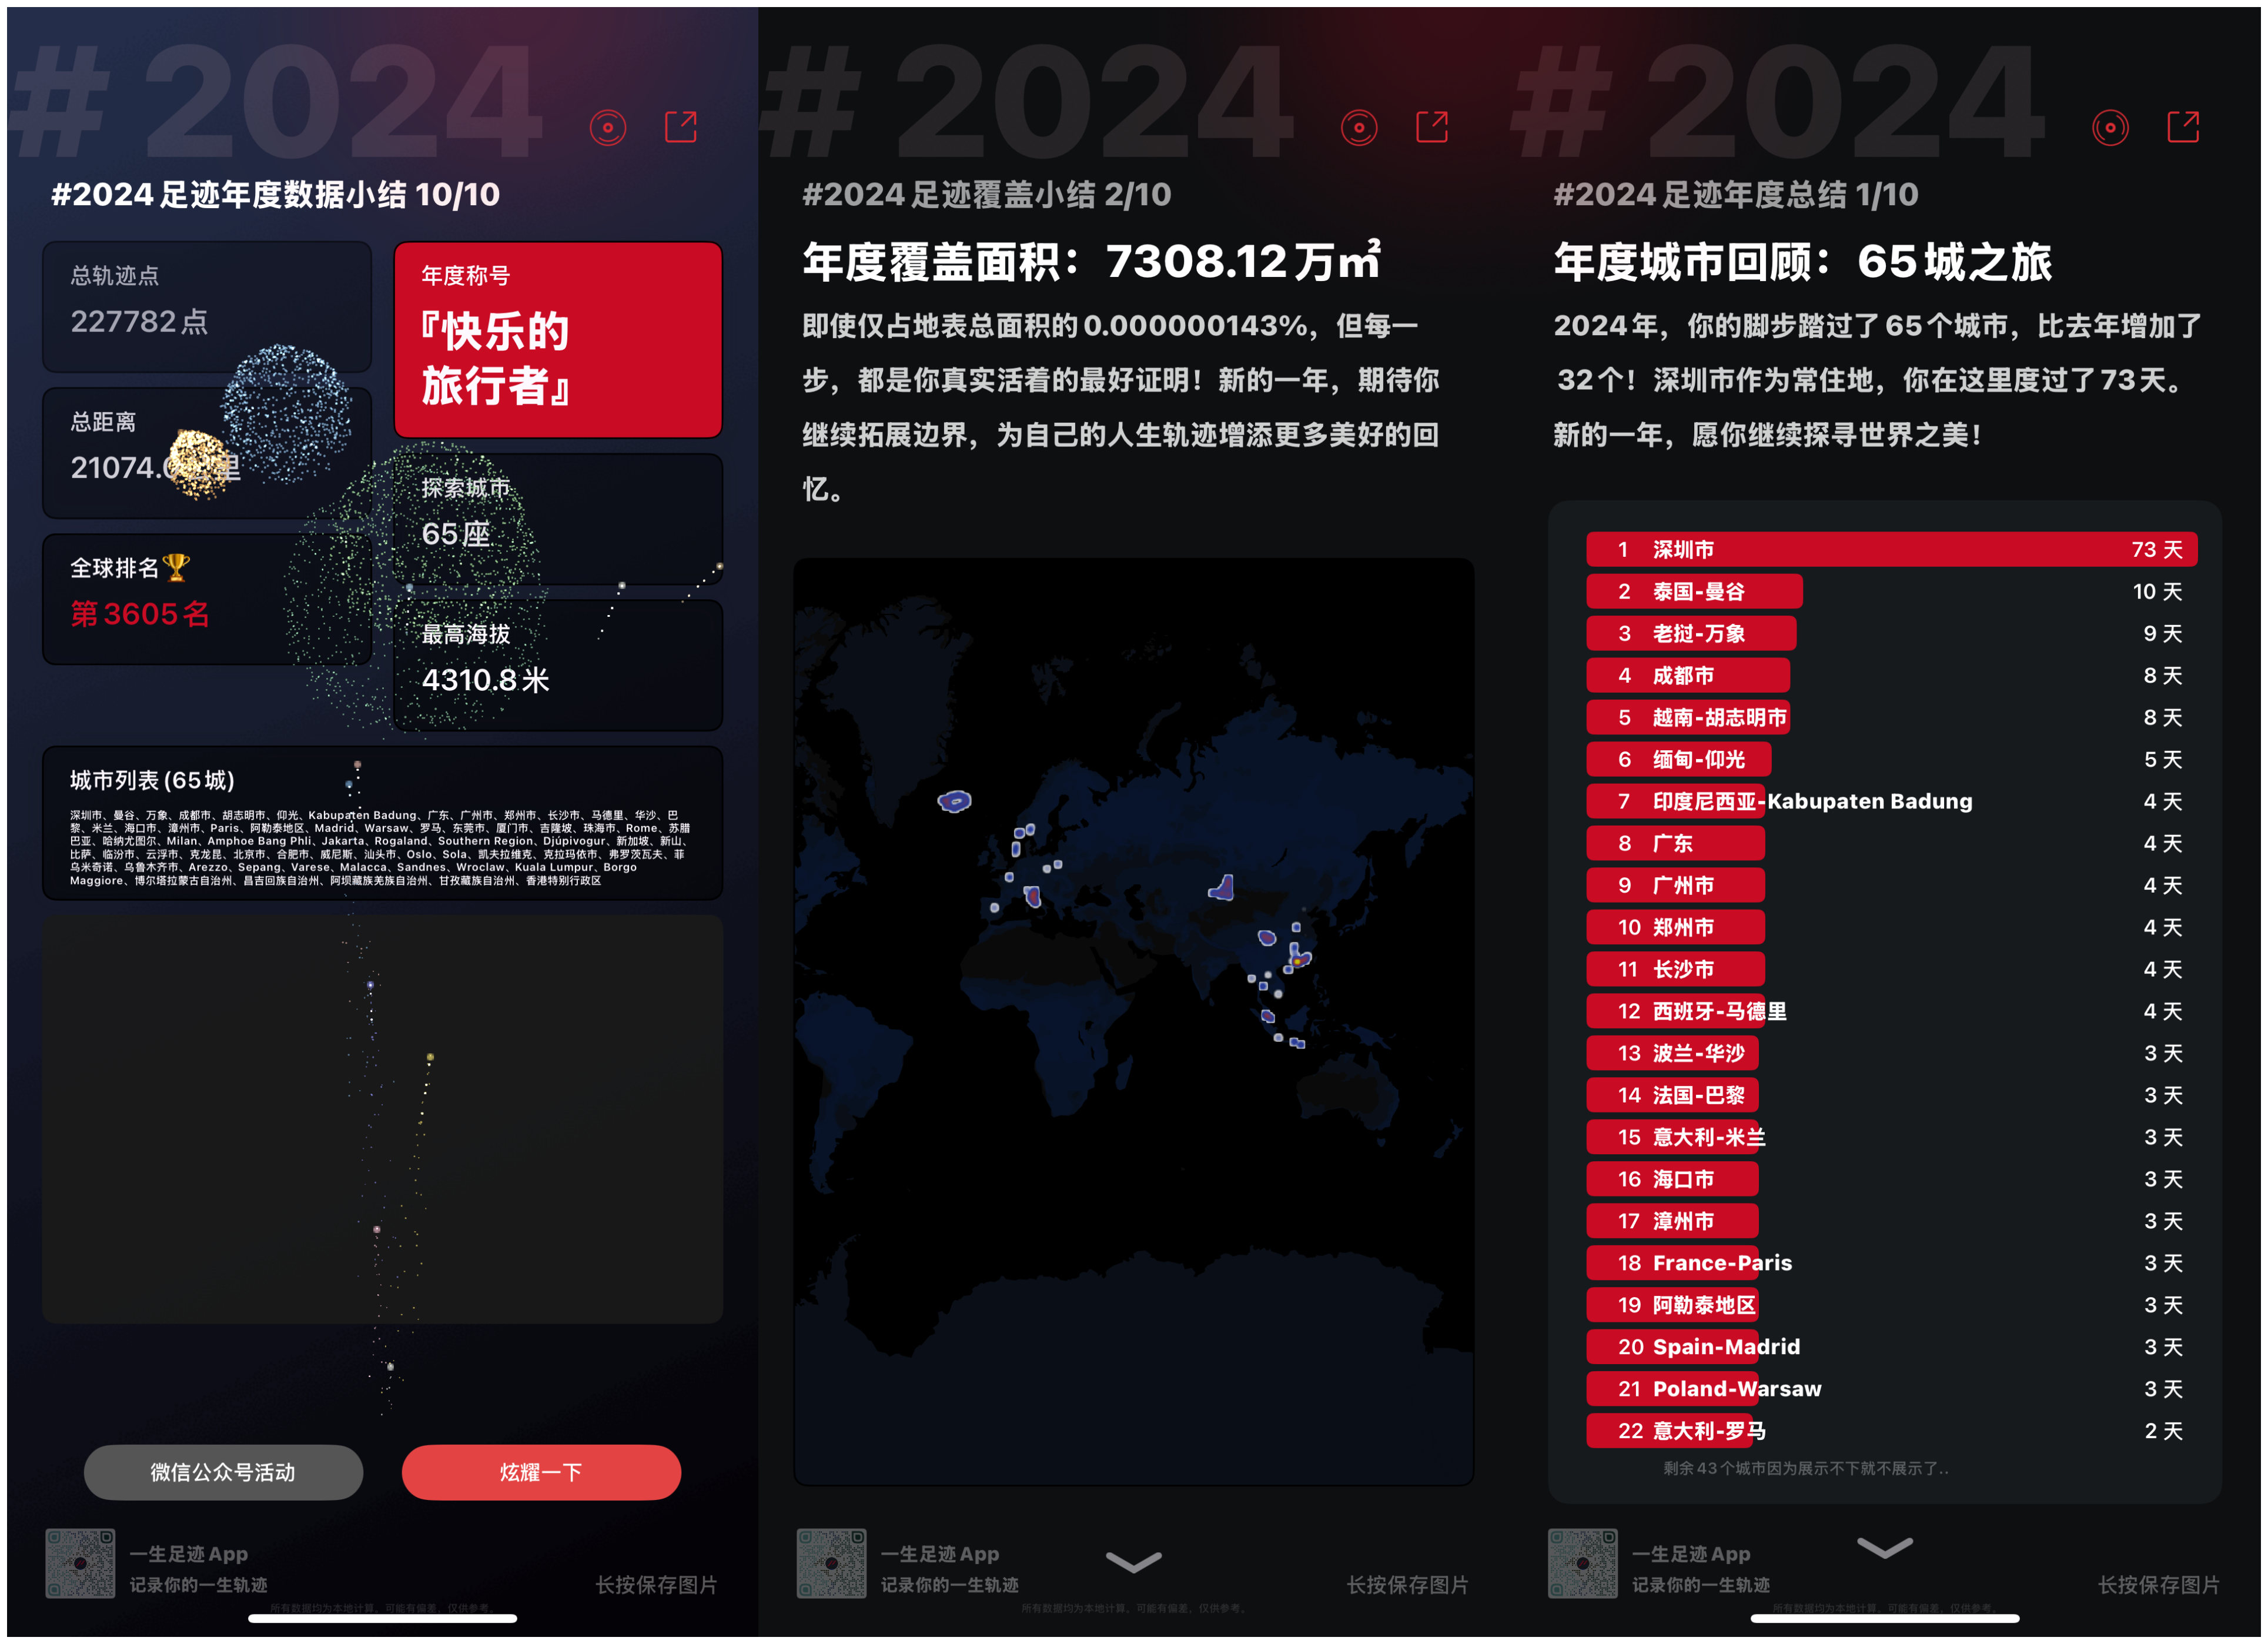 # 2024
#2024足迹年度数据小结 10/10
总轨迹点
227782点
总距离
21074.
里
全球排名🏆
第3605名
年度称号
『快乐的
旅行者』
探索城市
65座
最高海拔
4310.8米
城市列表(65城)
深圳市、曼谷、万象、成都市、胡志明市、仰光、Kabupaten Badung、广东、广州市、郑州市、长沙市、马德里、华沙、巴
黎、米兰、海口市、漳州市、Paris、阿勒泰地区、Madrid、Warsaw、罗马、东莞市、厦门市、吉隆坡、珠海市、Rome、苏腊
巴亚、哈纳尤图尔、Milan、Amphoe Bang Phli、Jakarta、Rogaland、Southern Region、Djúpivogur、新加坡、新山、
比萨、临汾市、云浮市、克龙昆、北京市、合肥市、威尼斯、汕头市、Oslo、Sola、凯夫拉维克、克拉玛依市、弗罗茨瓦夫、菲
乌米奇诺、乌鲁木齐市、Arezzo、Sepang、Varese、Malacca、Sandnes、Wroclaw、Kuala Lumpur、Borgo
Maggiore、博尔塔拉蒙古自治州、昌吉回族自治州、阿坝藏族羌族自治州、甘孜藏族自治州、香港特别行政区
微信公众号活动
炫耀一下
一生足迹App
记录你的一生轨迹
长按保存图片
所有数据均为本地计算，可能有偏差，仅供参考。
# 2024
#2024足迹覆盖小结 2/10
年度覆盖面积：7308.12万㎡
即使仅占地表总面积的0.000000143%，但每一
步，都是你真实活着的最好证明！新的一年，期待你
继续拓展边界，为自己的人生轨迹增添更多美好的回
忆。
一生足迹App
记录你的一生轨迹
长按保存图片
所有数据均为本地计算，可能有偏差，仅供参考。
# 2024
#2024足迹年度总结 1/10
年度城市回顾：65城之旅
2024年，你的脚步踏过了65个城市，比去年增加了
32个！深圳市作为常住地，你在这里度过了73天。
新的一年，愿你继续探寻世界之美！
1 深圳市 73 天
2 泰国-曼谷 10 天
3 老挝-万象 9 天
4 成都市 8 天
5 越南-胡志明市 8 天
6 缅甸-仰光 5 天
7 印度尼西亚-Kabupaten Badung 4 天
8 广东 4 天
9 广州市 4 天
10 郑州市 4 天
11 长沙市 4 天
12 西班牙-马德里 4 天
13 波兰-华沙 3 天
14 法国-巴黎 3 天
15 意大利-米兰 3 天
16 海口市 3 天
17 漳州市 3 天
18 France-Paris 3 天
19 阿勒泰地区 3 天
20 Spain-Madrid 3 天
21 Poland-Warsaw 3 天
22 意大利-罗马 2 天
剩余43个城市因为展示不下就不展示了..
一生足迹App
记录你的一生轨迹
长按保存图片
所有数据均为本地计算，可能有偏差，仅供参考。